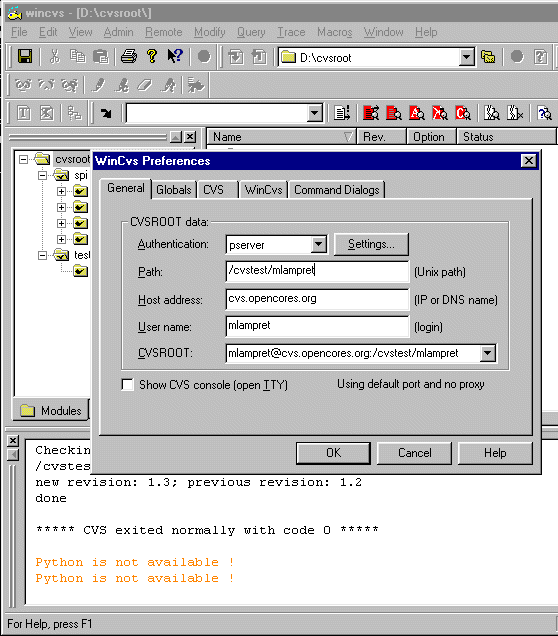 wincvs - [D:\cvsroot\]
File Edit View Admin Remote Modify Query Trace Macros Window Help
D:\cvsroot
Name Rev. Option Status
cvsroot
spi
test
WinCvs Preferences
General Globals CVS WinCvs Command Dialogs
CVSROOT data:
Authentication: pserver Settings...
Path: /cvstest/mlampret (Unix path)
Host address: cvs.opencores.org (IP or DNS name)
User name: mlampret (login)
CVSROOT: mlampret@cvs.opencores.org:/cvstest/mlampret
Show CVS console (open TTY) Using default port and no proxy
OK Cancel Help
Modules
Checkin
/cvstes
new revision: 1.3; previous revision: 1.2
done
***** CVS exited normally with code 0 *****
Python is not available !
Python is not available !
For Help, press F1